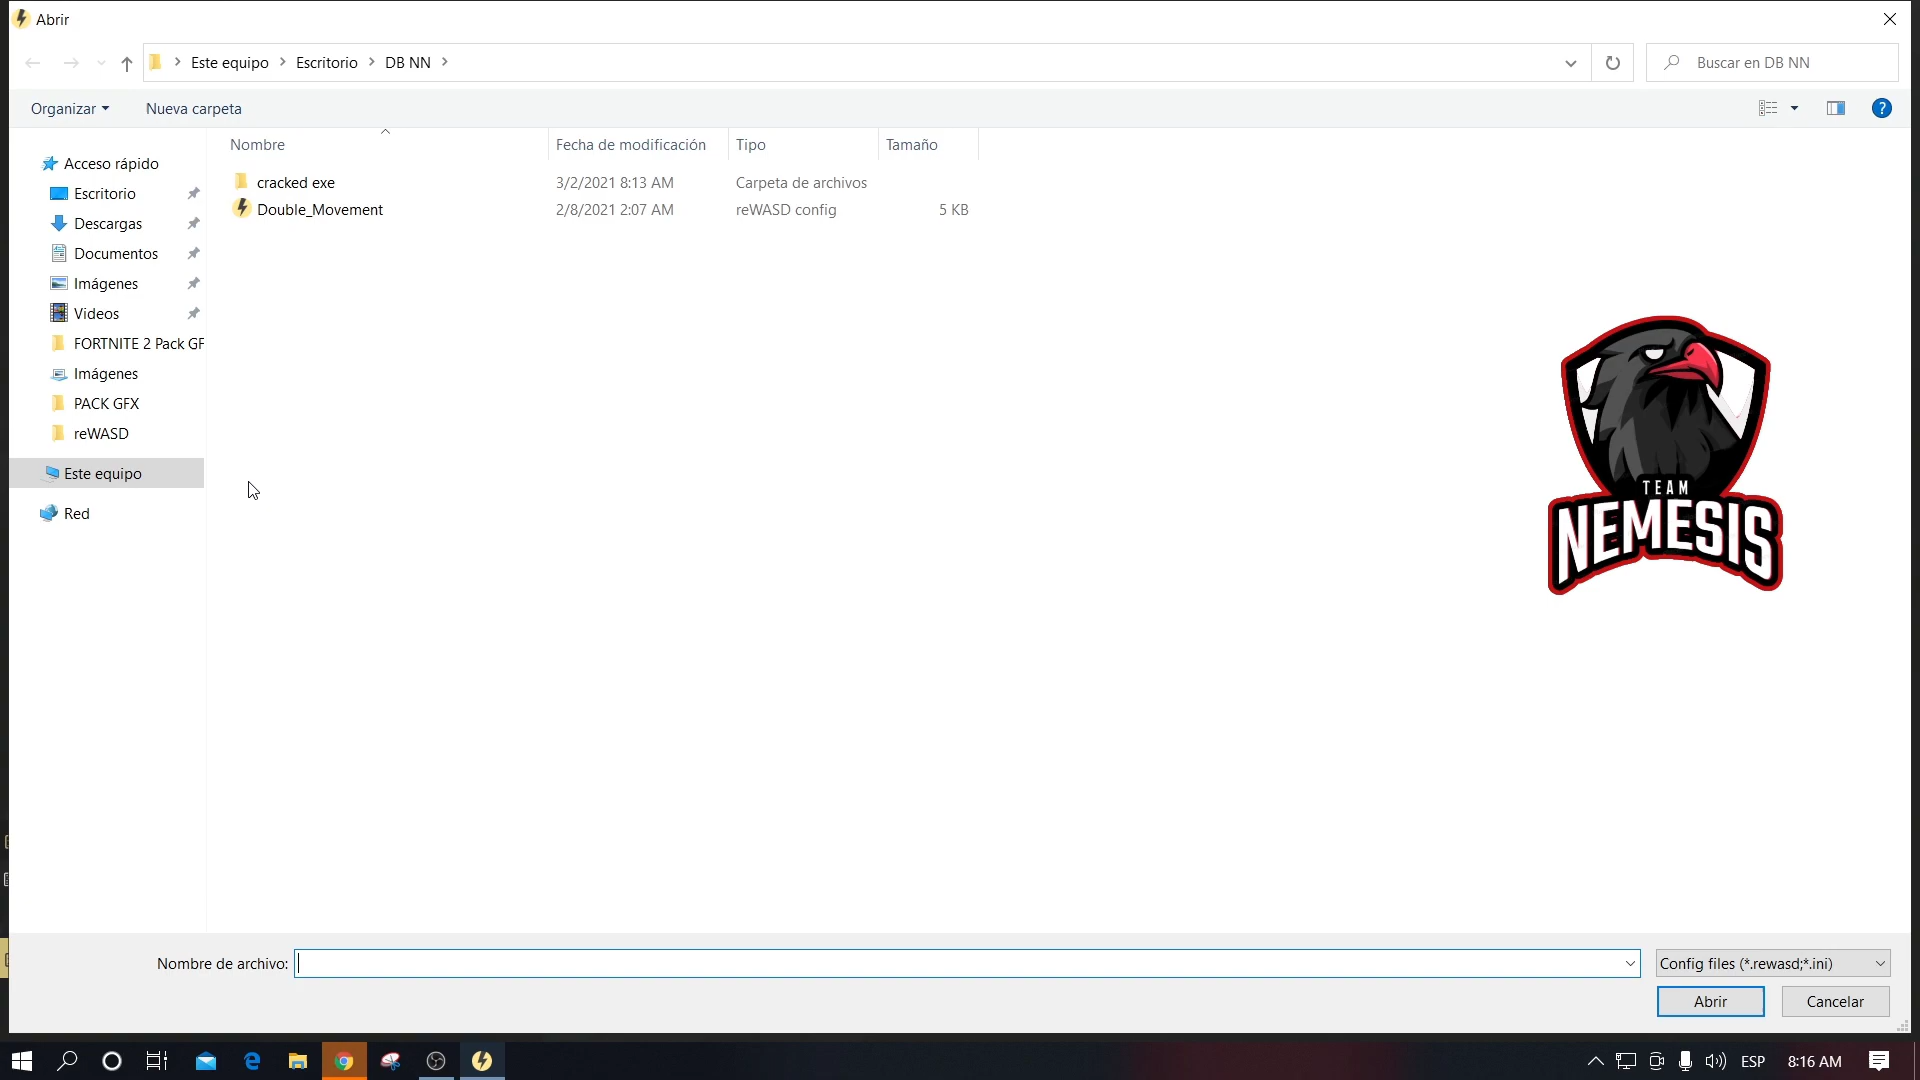 Abrir
Este equipo
Escritorio
DB NN
Buscar en DB NN
Organizar
Nueva carpeta
Nombre
Fecha de modificación
Tipo
Tamaño
cracked exe
3/2/2021 8:13 AM
Carpeta de archivos
Double_Movement
2/8/2021 2:07 AM
reWASD config
5 KB
Acceso rápido
Escritorio
Descargas
Documentos
Imágenes
Videos
FORTNITE 2 Pack GF
Imágenes
PACK GFX
reWASD
Este equipo
Red
TEAM
NEMESIS
Nombre de archivo:
Config files (*.rewasd;*.ini)
Abrir
Cancelar
ESP
8:16 AM